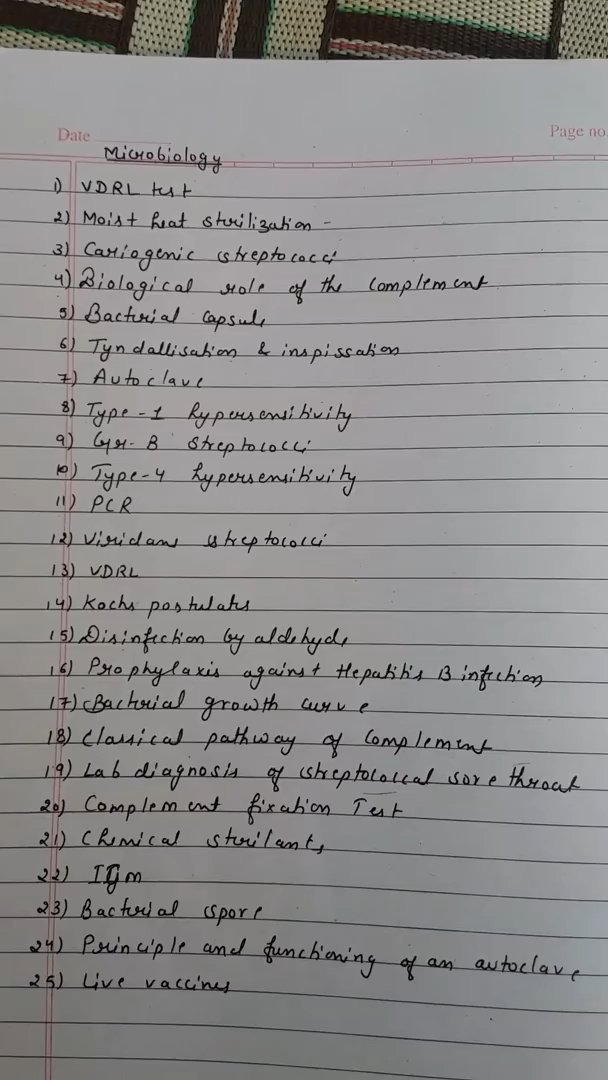 Date
Page no.
Microbiology
1) VDRL test
2) Moist heat sterilization -
3) Cariogenic streptococci
4) Biological role of the complement
5) Bacterial capsule
6) Tyndallisation & inspissation
7) Autoclave
8) Type-1 hypersensitivity
9) Grp-B streptococci
10) Type-4 hypersensitivity
11) PCR
12) Viridans streptococci
13) VDRL
14) Kochs postulates
15) Disinfection by aldehyde
16) Prophylaxis against Hepatitis B infection
17) Bacterial growth curve
18) Classical pathway of complement
19) Lab diagnosis of streptococcal sore throat
20) Complement fixation Test
21) Chemical sterilants
22) IgM
23) Bacterial spore
24) Principle and functioning of an autoclave
25) Live vaccines